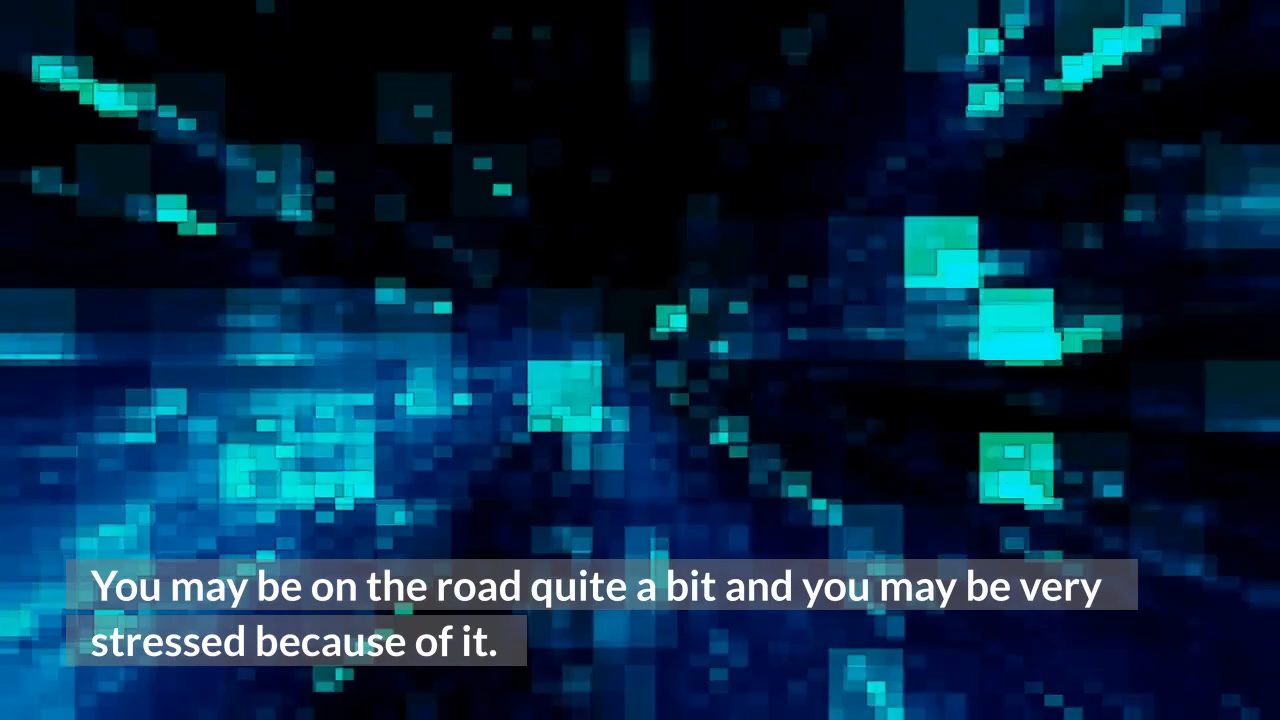 You may be on the road quite a bit and you may be very
stressed because of it.